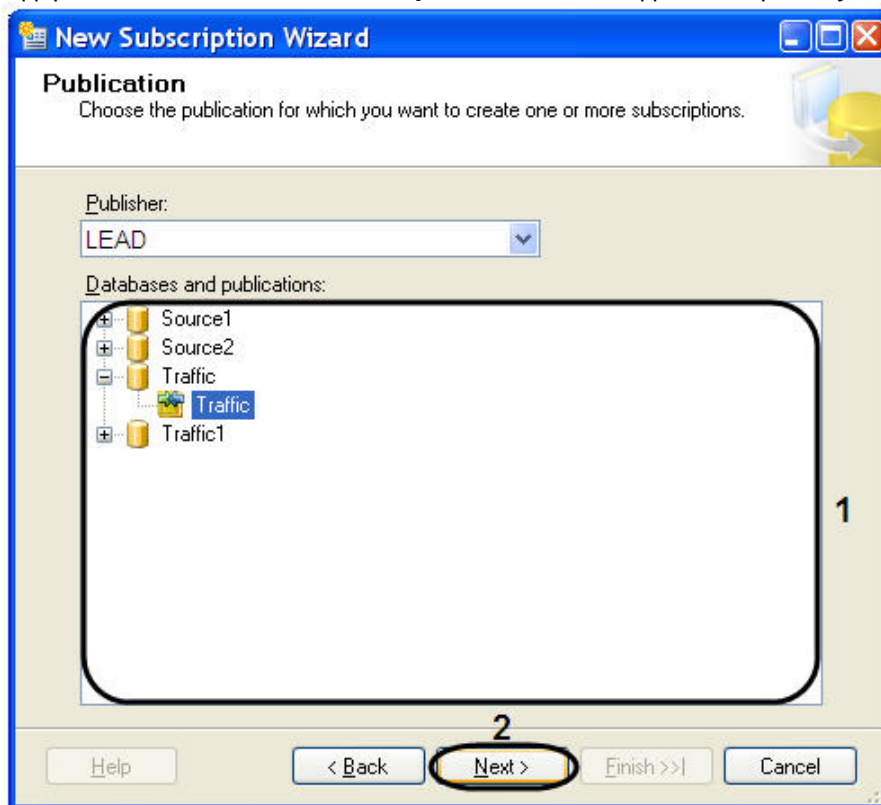 New Subscription Wizard
Publication
Choose the publication for which you want to create one or more subscriptions.
Publisher:
LEAD
Databases and publications:
Source1
Source2
Traffic
Traffic
Traffic1
1
2
Help
< Back
Next >
Finish >>|
Cancel